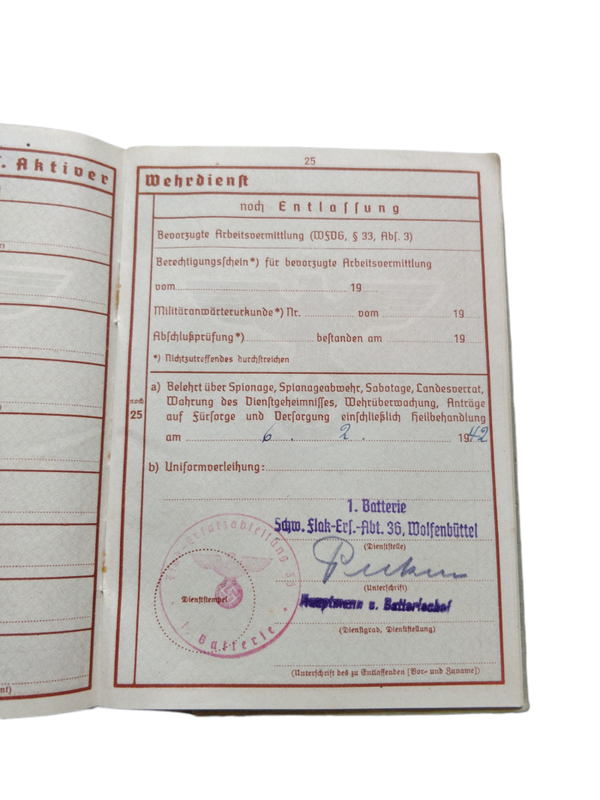 . Aktiver
25
Wehrdienst
noch Entlassung
Bevorzugte Arbeitsvermittlung (WFVG, § 33, Abs. 3)
Berechtigungsschein*) für bevorzugte Arbeitsvermittlung
vom 19
Militäranwärterurkunde*) Nr. vom 19
Abschlußprüfung*) bestanden am 19
*) Nichtzutreffendes durchstreichen
noch
25
a) Belehrt über Spionage, Spionageabwehr, Sabotage, Landesverrat,
Wahrung des Dienstgeheimnisses, Wehrüberwachung, Anträge
auf Fürsorge und Versorgung einschließlich Heilbehandlung
am 6. 2. 1942
b) Uniformverleihung:
1. Batterie
Schw. Flak-Ers.-Abt. 36, Wolfenbüttel
(Dienststelle)
(Unterschrift)
Hauptmann u. Batteriechef
(Dienstgrad, Dienststellung)
Dienststempel
1. Batterie
(Unterschrift des zu Entlassenden [Vor- und Zuname])